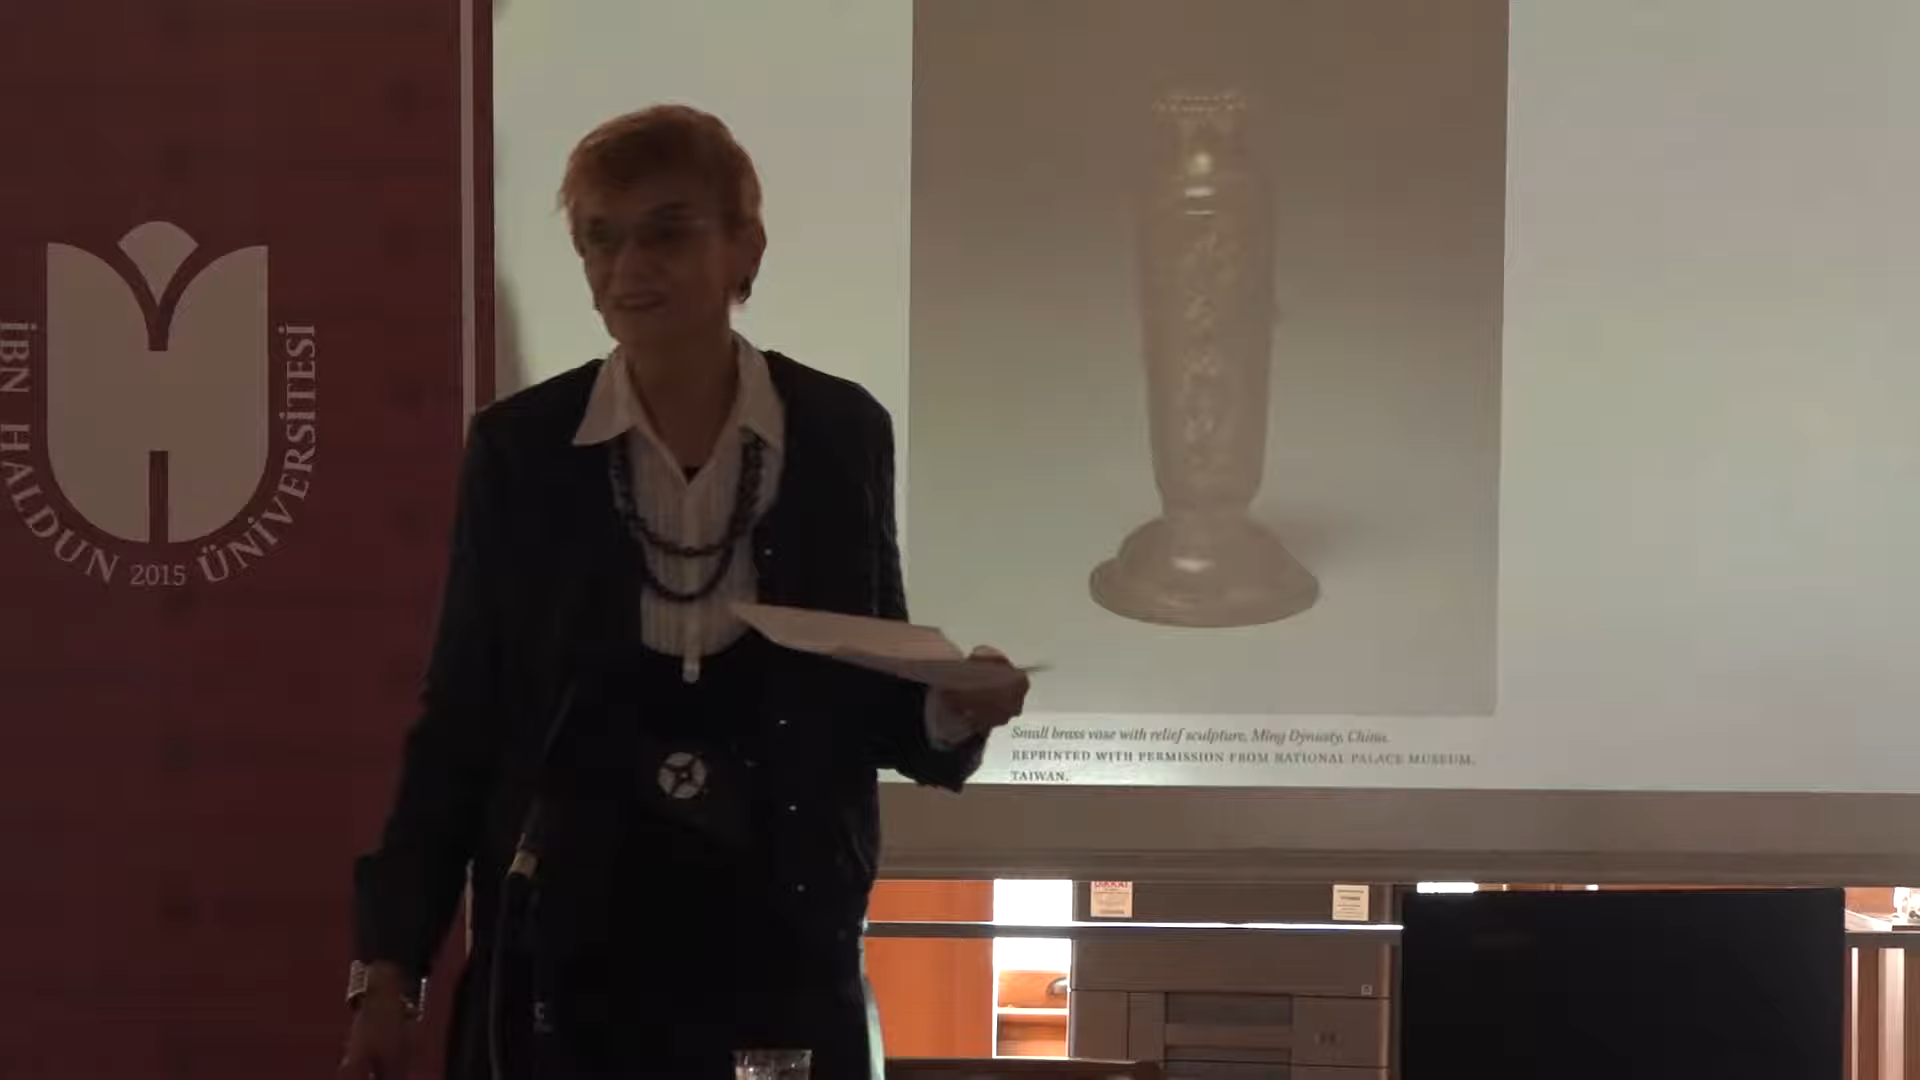 İBN HALDUN ÜNİVERSİTESİ
2015
Small brass vase with relief sculpture, Ming Dynasty, China.
REPRINTED WITH PERMISSION FROM NATIONAL PALACE MUSEUM,
TAIWAN.
DİKKAT